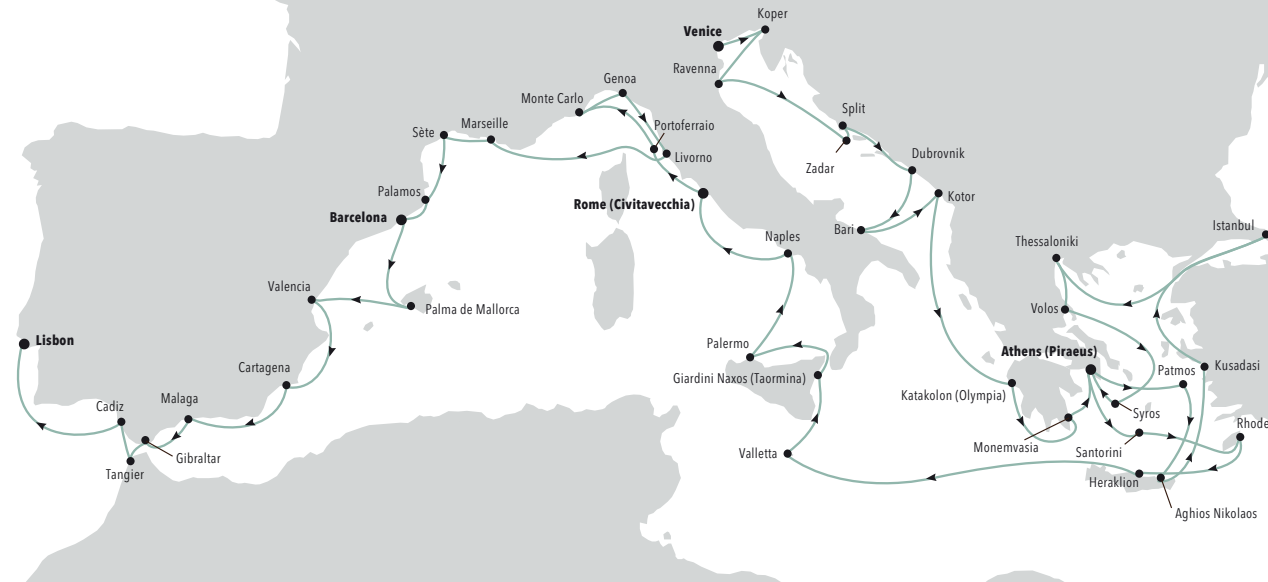 Koper
Venice
Ravenna
Genoa
Monte Carlo
Split
Portoferraio
Sète
Marseille
Livorno
Zadar
Dubrovnik
Palamos
Kotor
Rome (Civitavecchia)
Barcelona
Bari
Istanbul
Naples
Thessaloniki
Valencia
Palma de Mallorca
Volos
Lisbon
Palermo
Athens (Piraeus)
Cartagena
Giardini Naxos (Taormina)
Patmos
Kusadasi
Katakolon (Olympia)
Malaga
Cadiz
Syros
Rhode
Monemvasia
Santorini
Gibraltar
Valletta
Tangier
Heraklion
Aghios Nikolaos